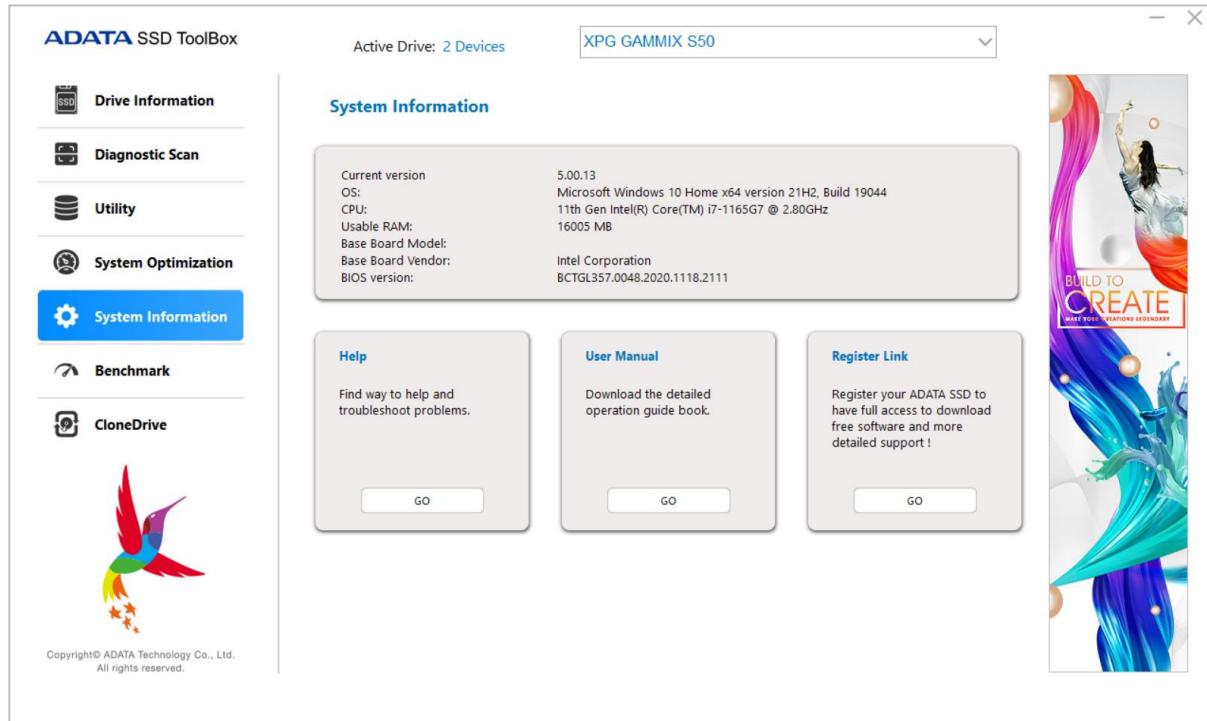 ADATA SSD ToolBox
Active Drive: 2 Devices
XPG GAMMIX S50
SSD
Drive Information
Diagnostic Scan
Utility
System Optimization
System Information
Benchmark
CloneDrive
Copyright© ADATA Technology Co., Ltd.
All rights reserved.
System Information
Current version 5.00.13
OS: Microsoft Windows 10 Home x64 version 21H2, Build 19044
CPU: 11th Gen Intel(R) Core(TM) i7-1165G7 @ 2.80GHz
Usable RAM: 16005 MB
Base Board Model:
Base Board Vendor: Intel Corporation
BIOS version: BCTGL357.0048.2020.1118.2111
Help
Find way to help and
troubleshoot problems.
GO
User Manual
Download the detailed
operation guide book.
GO
Register Link
Register your ADATA SSD to
have full access to download
free software and more
detailed support !
GO
BUILD TO
CREATE
MAKE YOUR CREATIONS LEGENDARY